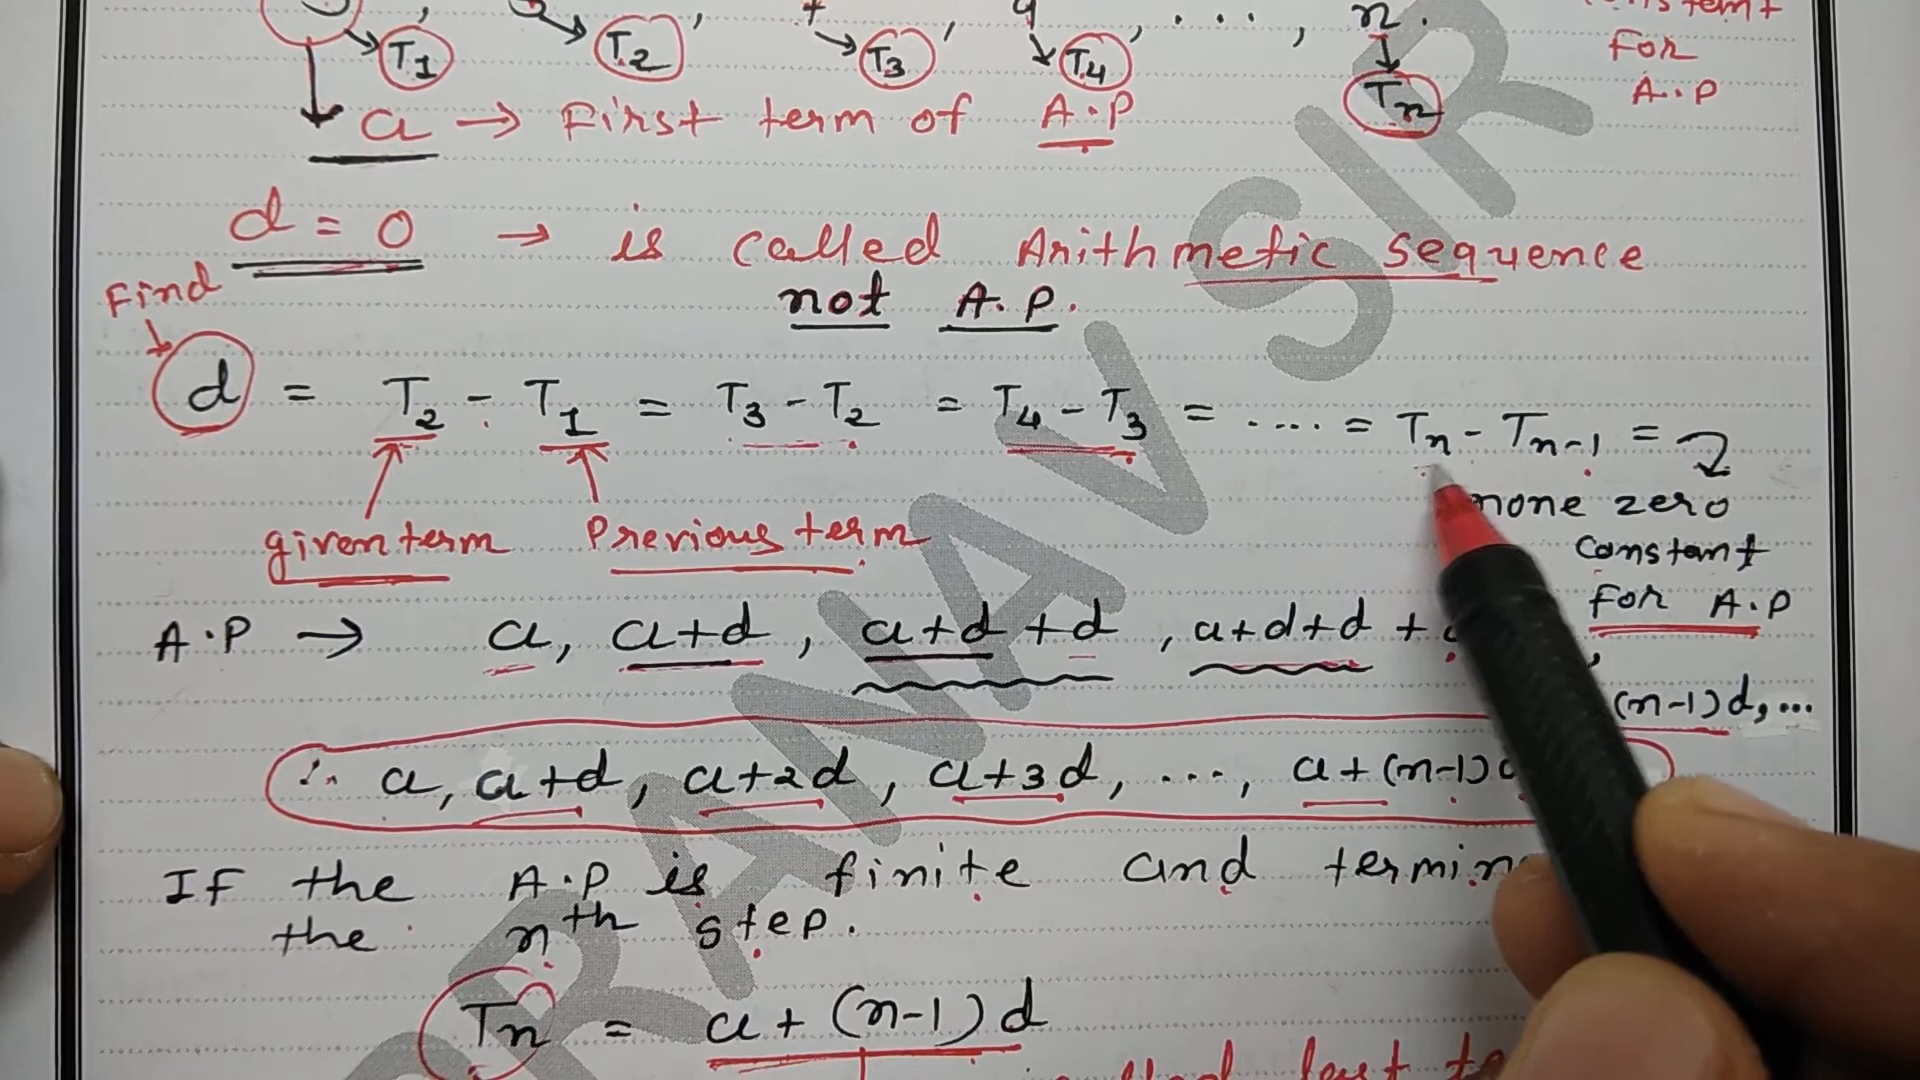 , , , , . . . , n .
T1 T2 T3 T4 Tn
For
A.P
a → First term of A.P
d = 0 → is called Arithmetic sequence
not A.P.
Find
d = T2 - T1 = T3 - T2 = T4 - T3 = .... = Tn - Tn-1 =
none zero
constant
for A.P
given term Previous term
A.P → a, a+d, a+d+d, a+d+d+
(n-1)d,...
∴ a, a+d, a+2d, a+3d, ..., a+(n-1)
IF the A.P is finite and
the nth step.
Tn = a+(n-1)d
PRANAV SIR